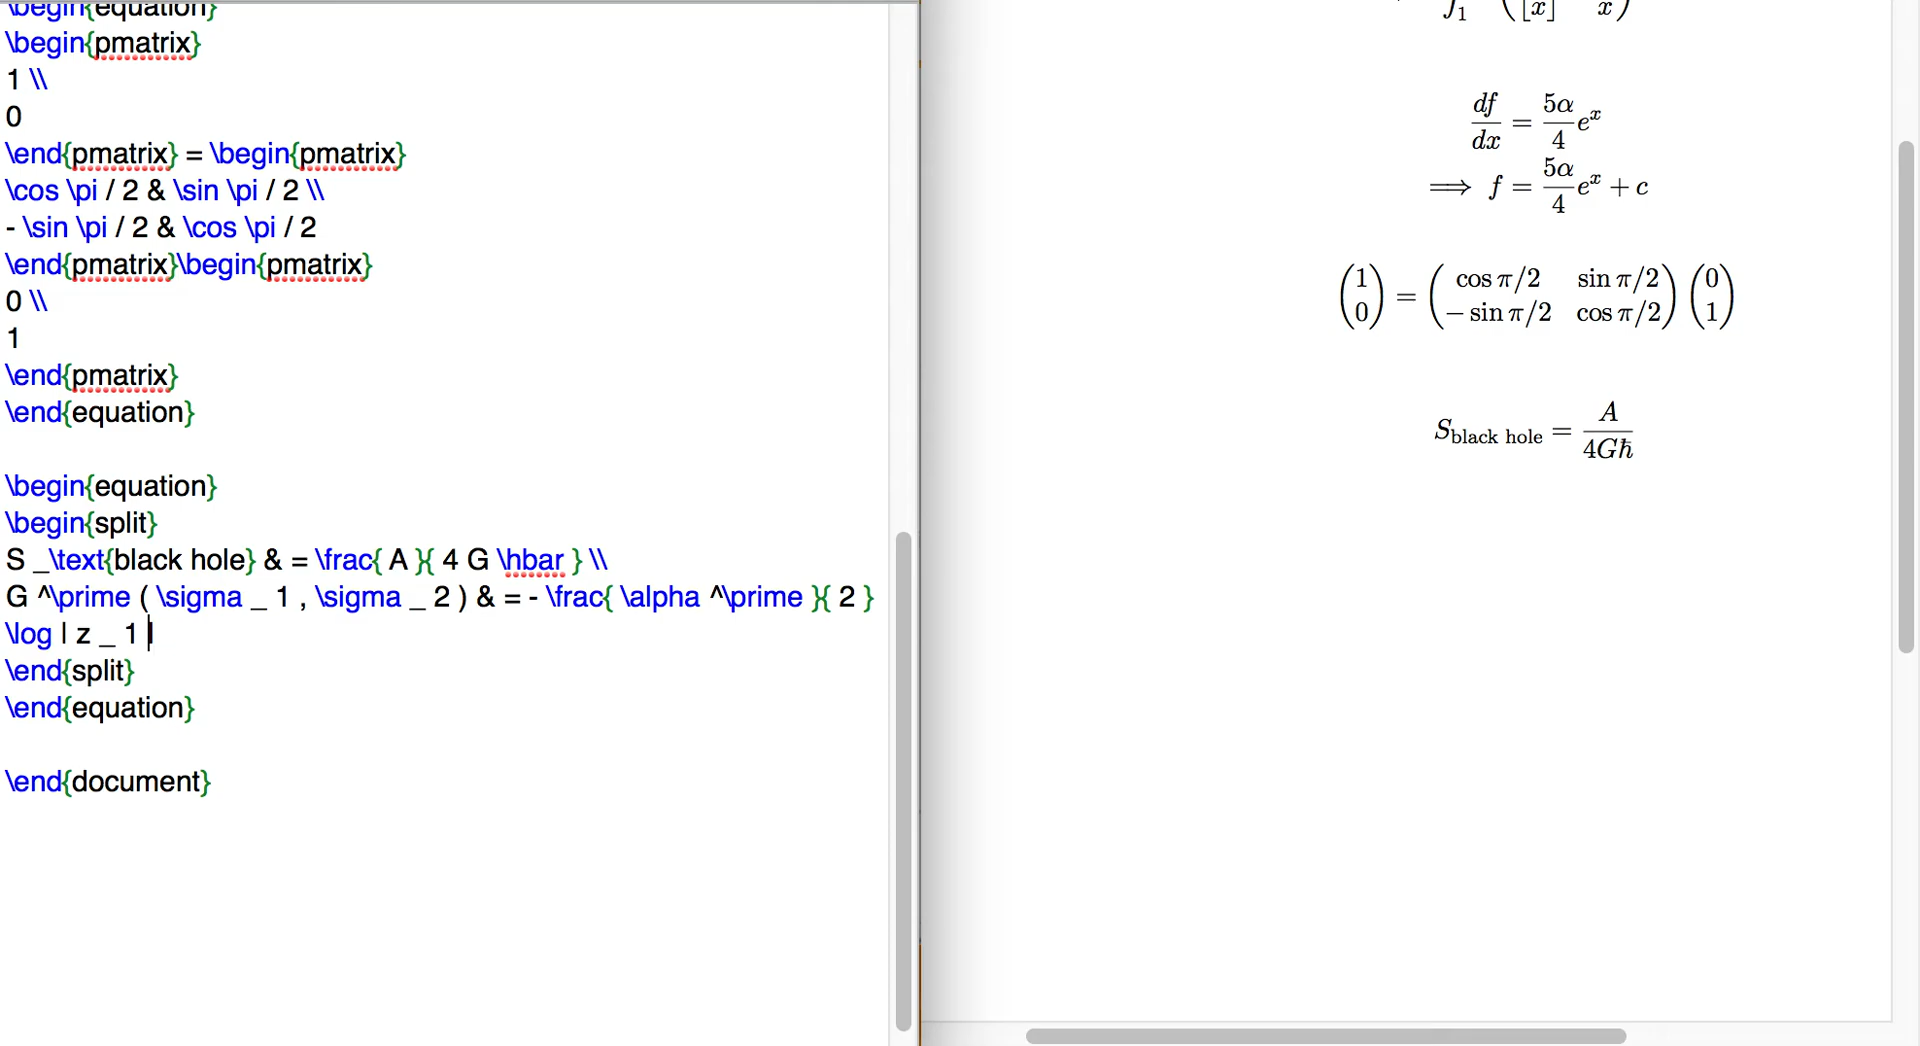 \begin{equation}
\begin{pmatrix}
1 \\
0
\end{pmatrix} = \begin{pmatrix}
\cos \pi / 2 & \sin \pi / 2 \\
- \sin \pi / 2 & \cos \pi / 2
\end{pmatrix}\begin{pmatrix}
0 \\
1
\end{pmatrix}
\end{equation}
\begin{equation}
\begin{split}
S _\text{black hole} & = \frac{ A }{ 4 G \hbar } \\
G ^\prime ( \sigma _ 1 , \sigma _ 2 ) & = - \frac{ \alpha ^\prime }{ 2 }
\log | z _ 1
\end{split}
\end{equation}
\end{document}
df/dx = 5α/4 e^x
⟹ f = 5α/4 e^x + c
(1 0) = (cos π/2 sin π/2 − sin π/2 cos π/2) (0 1)
S_black hole = A/4Għ